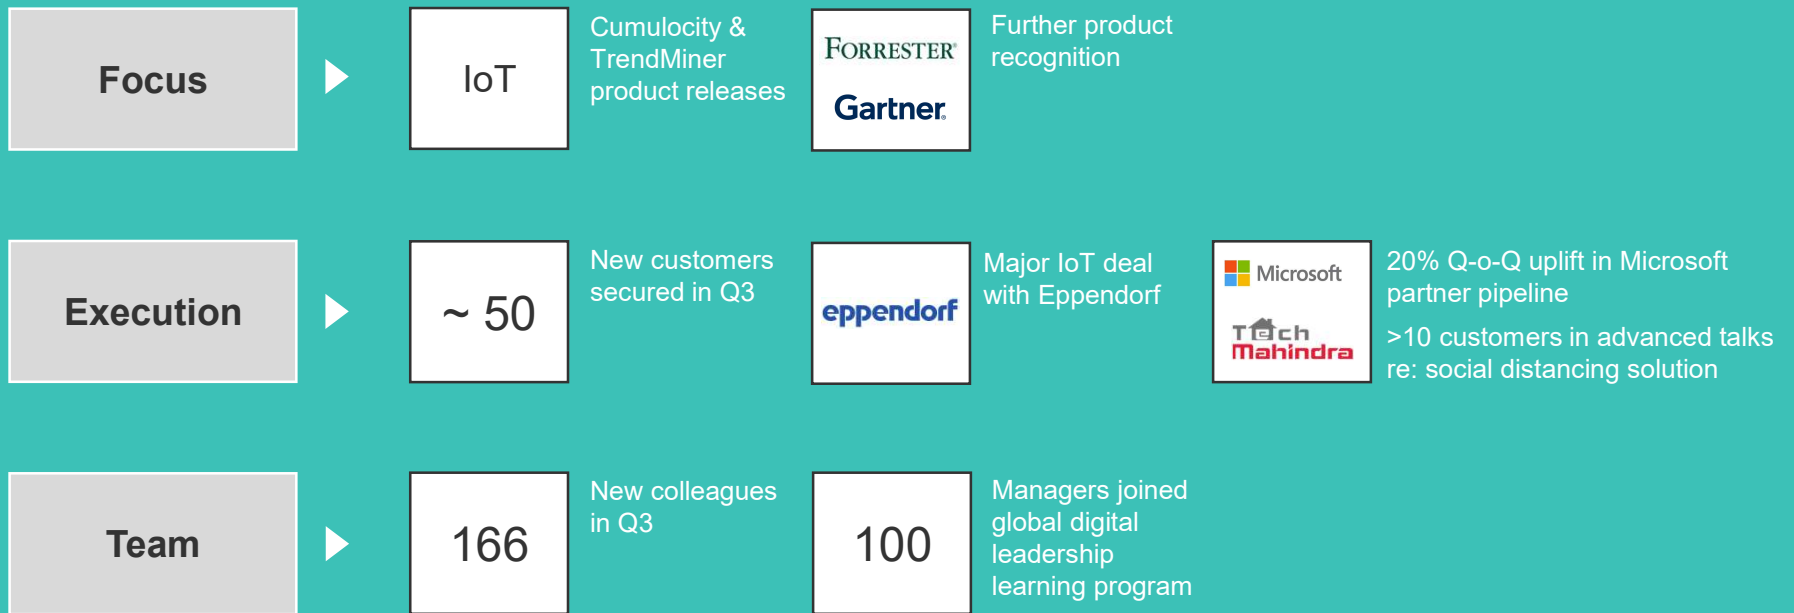 Focus
IoT
Cumulocity &
TrendMiner
product releases
FORRESTER®
Gartner®
Further product
recognition
Execution
~ 50
New customers
secured in Q3
eppendorf
Major IoT deal
with Eppendorf
Microsoft
Tech
Mahindra
20% Q-o-Q uplift in Microsoft
partner pipeline
>10 customers in advanced talks
re: social distancing solution
Team
166
New colleagues
in Q3
100
Managers joined
global digital
leadership
learning program